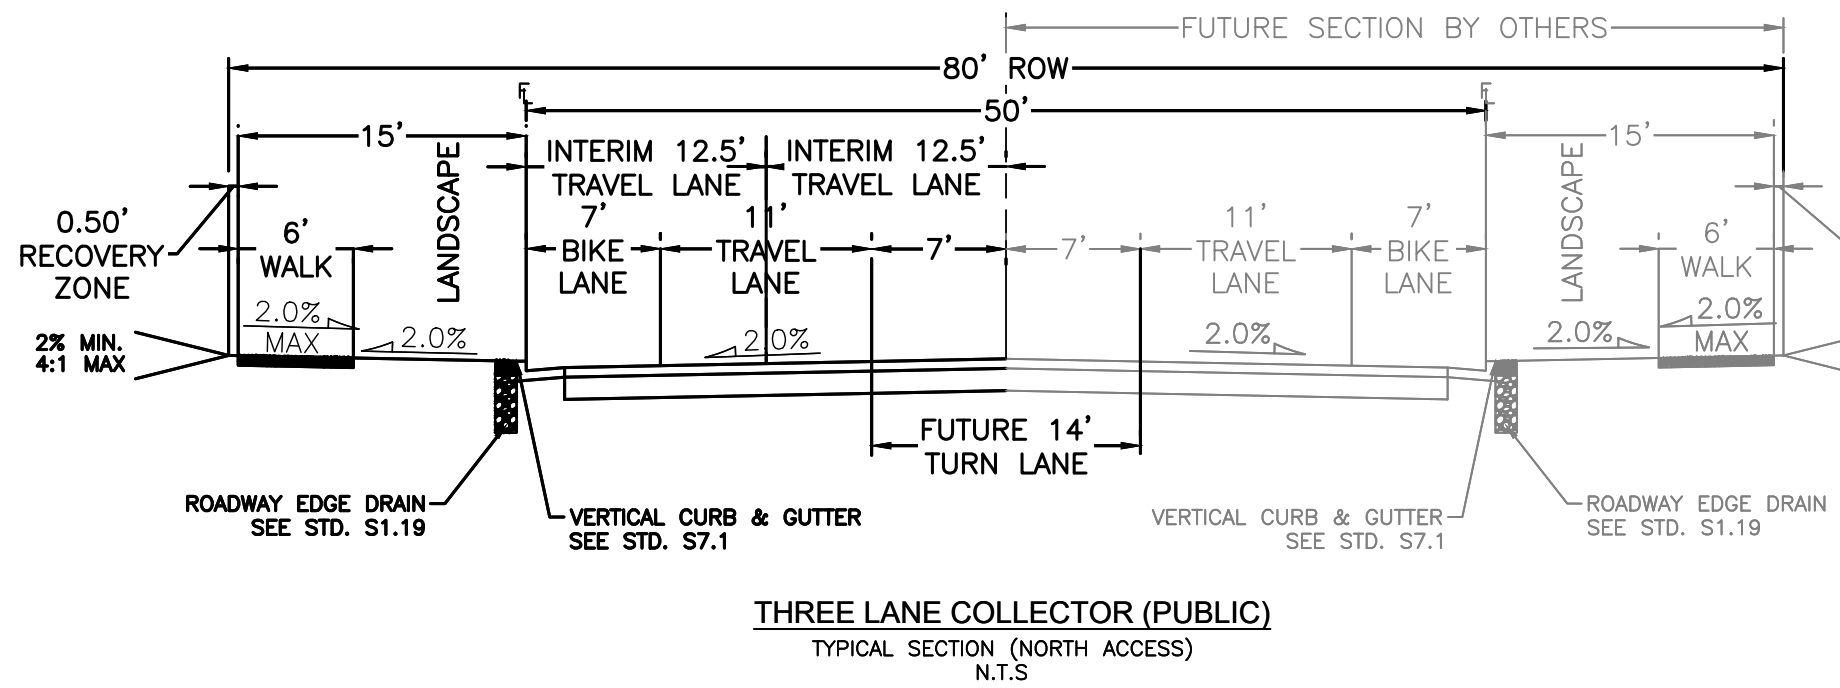 FUTURE SECTION BY OTHERS
80' ROW
FL
50'
FL
15'
15'
LANDSCAPE
INTERIM 12.5'
TRAVEL LANE
INTERIM 12.5'
TRAVEL LANE
LANDSCAPE
0.50'
RECOVERY
ZONE
6'
WALK
7'
BIKE
LANE
11'
TRAVEL
LANE
7'
7'
11'
TRAVEL
LANE
7'
BIKE
LANE
6'
WALK
2.0%
MAX
2.0%
2.0%
2.0%
2.0%
2.0%
MAX
2% MIN.
4:1 MAX
FUTURE 14'
TURN LANE
ROADWAY EDGE DRAIN
SEE STD. S1.19
VERTICAL CURB & GUTTER
SEE STD. S7.1
VERTICAL CURB & GUTTER
SEE STD. S7.1
ROADWAY EDGE DRAIN
SEE STD. S1.19
THREE LANE COLLECTOR (PUBLIC)
TYPICAL SECTION (NORTH ACCESS)
N.T.S